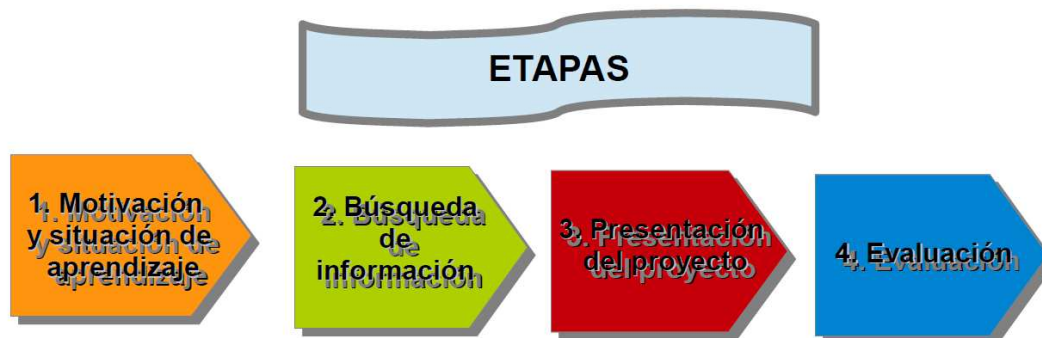 ETAPAS
1. Motivación
y situación de
aprendizaje
2. Búsqueda
de
información
3. Presentación
del proyecto
4. Evaluación